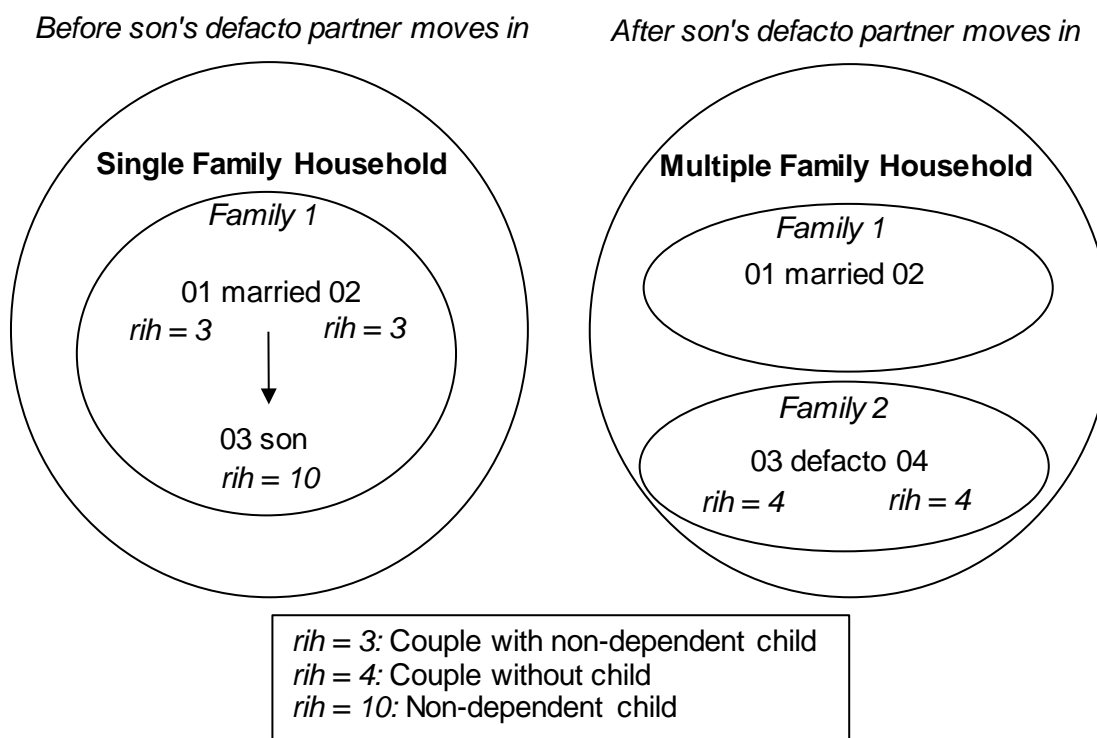 Before son's defacto partner moves in
Single Family Household
Family 1
01 married 02
rih = 3 rih = 3
03 son
rih = 10
After son's defacto partner moves in
Multiple Family Household
Family 1
01 married 02
Family 2
03 defacto 04
rih = 4 rih = 4
rih = 3: Couple with non-dependent child
rih = 4: Couple without child
rih = 10: Non-dependent child